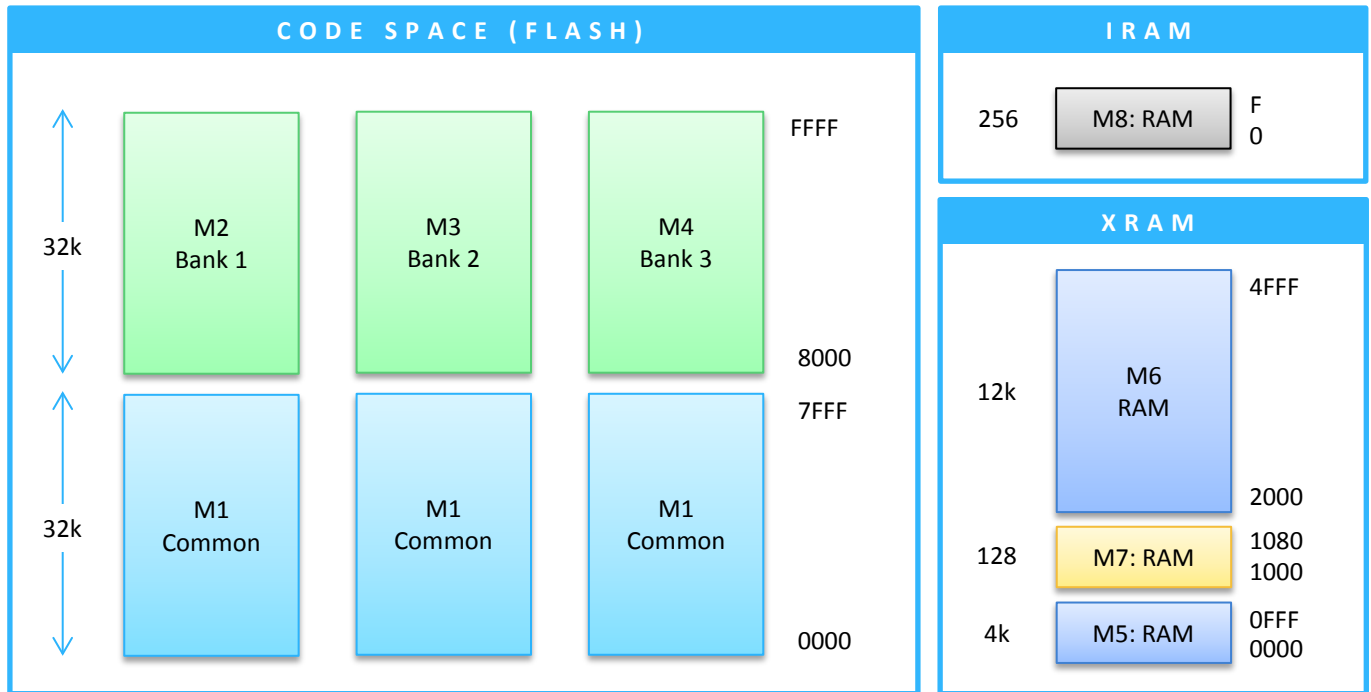 CODE SPACE (FLASH)
32k
M2
Bank 1
M3
Bank 2
M4
Bank 3
FFFF
8000
32k
M1
Common
M1
Common
M1
Common
7FFF
0000
IRAM
256
M8: RAM
F
0
XRAM
12k
M6
RAM
4FFF
2000
128
M7: RAM
1080
1000
4k
M5: RAM
0FFF
0000